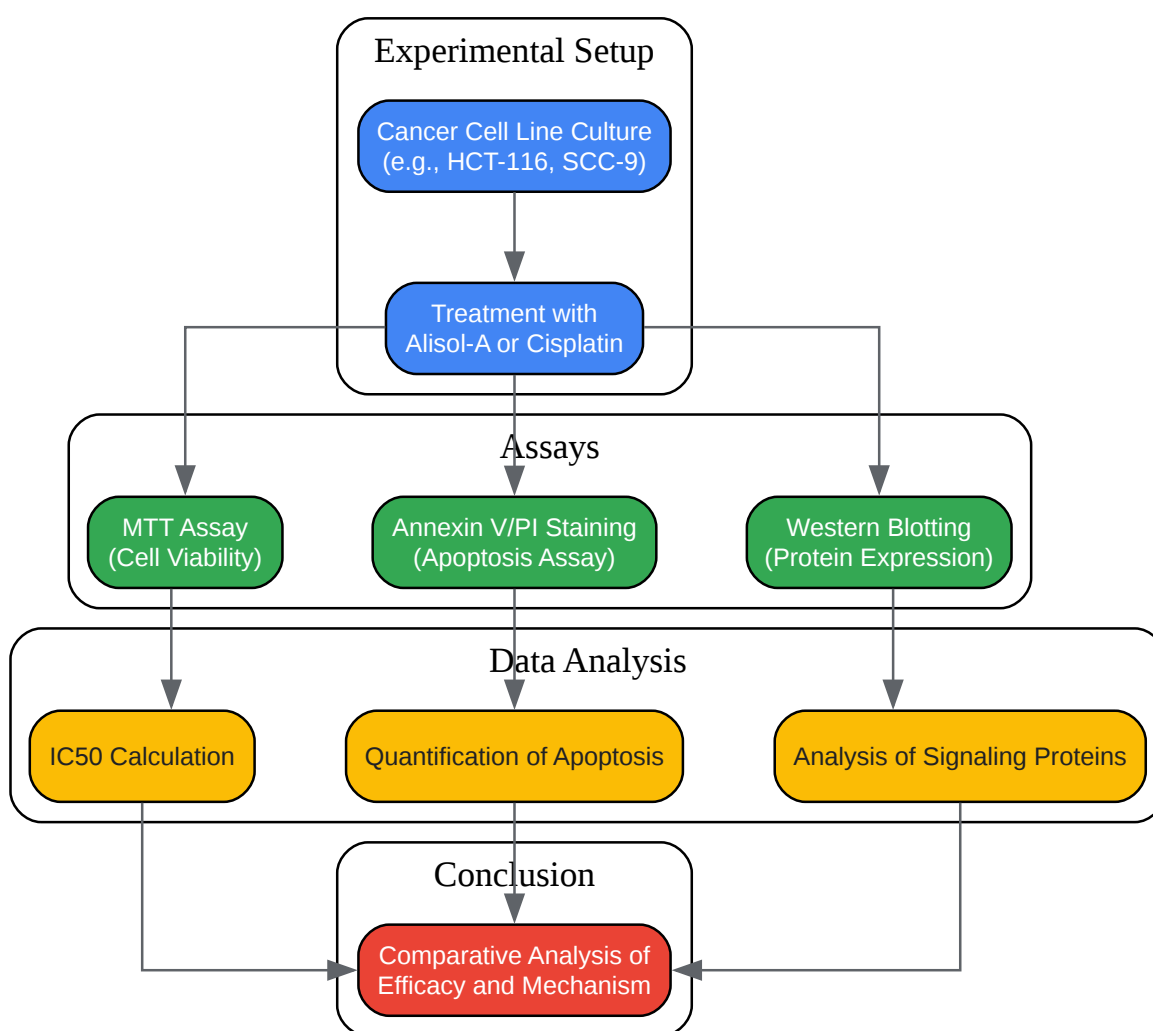 Experimental Setup
Cancer Cell Line Culture
(e.g., HCT-116, SCC-9)
Treatment with
Alisol-A or Cisplatin
Assays
MTT Assay
(Cell Viability)
Annexin V/PI Staining
(Apoptosis Assay)
Western Blotting
(Protein Expression)
Data Analysis
IC50 Calculation
Quantification of Apoptosis
Analysis of Signaling Proteins
Conclusion
Comparative Analysis of
Efficacy and Mechanism